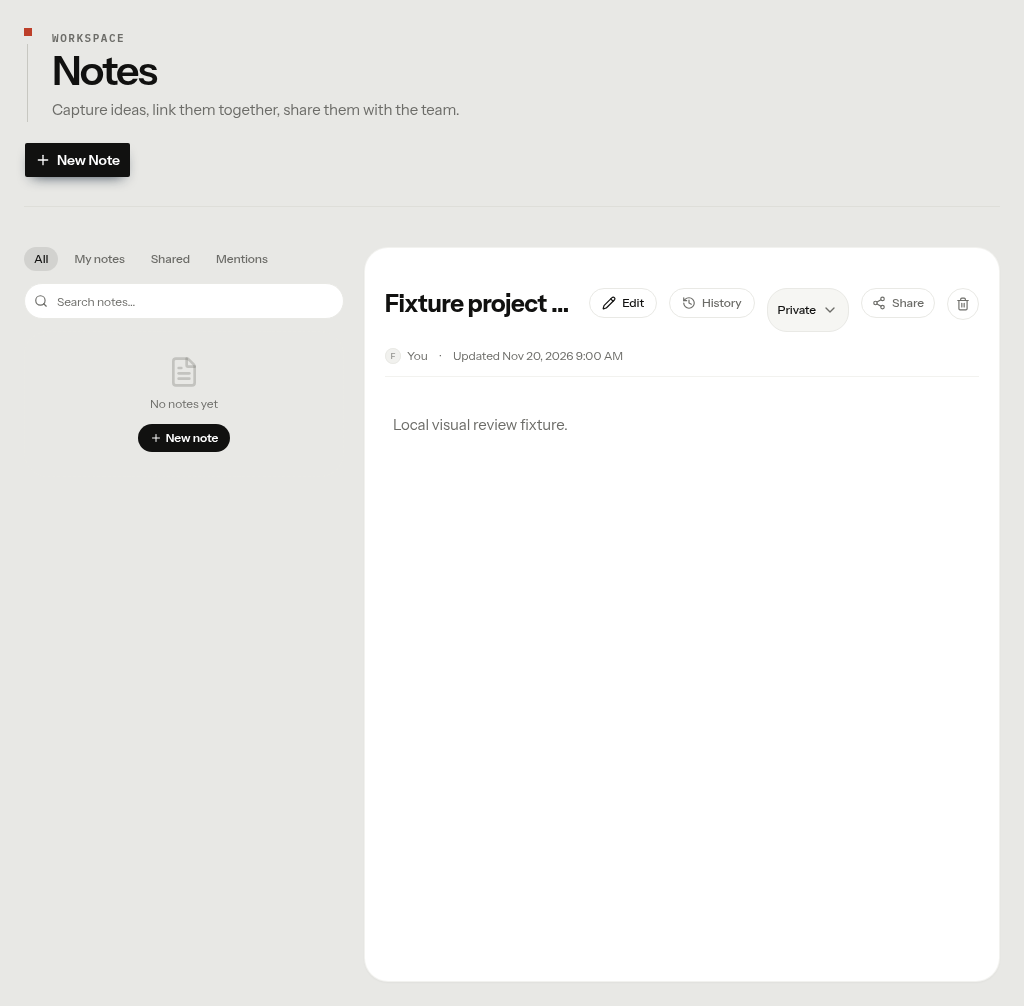 WORKSPACE
Notes
Capture ideas, link them together, share them with the team.
New Note
All My notes Shared Mentions
Search notes...
No notes yet
New note
Fixture project ... Edit History Private Share
F You · Updated Nov 20, 2026 9:00 AM
Local visual review fixture.